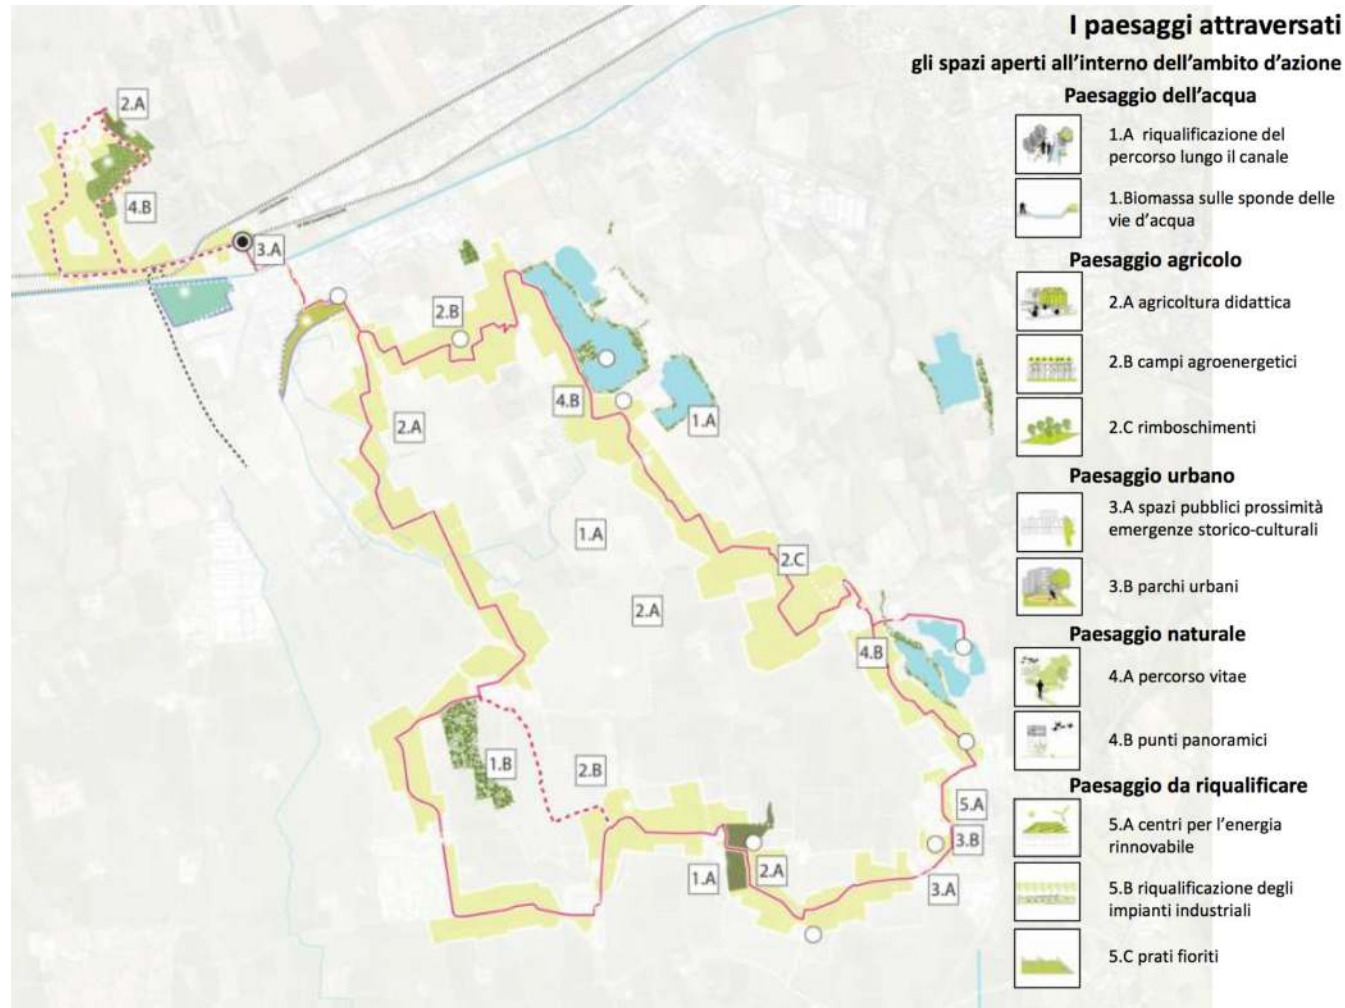 I paesaggi attraversati
gli spazi aperti all'interno dell'ambito d'azione
Paesaggio dell'acqua
1.A riqualificazione del
percorso lungo il canale
1.Biomassa sulle sponde delle
vie d'acqua
Paesaggio agricolo
2.A agricoltura didattica
2.B campi agroenergetici
2.C rimboschimenti
Paesaggio urbano
3.A spazi pubblici prossimità
emergenze storico-culturali
3.B parchi urbani
Paesaggio naturale
4.A percorso vitae
4.B punti panoramici
Paesaggio da riqualificare
5.A centri per l'energia
rinnovabile
5.B riqualificazione degli
impianti industriali
5.C prati fioriti
2.A
4.B
3.A
2.B
4.B
1.A
2.A
1.A
2.C
2.A
4.B
1.B
2.B
5.A
3.B
1.A
2.A
3.A